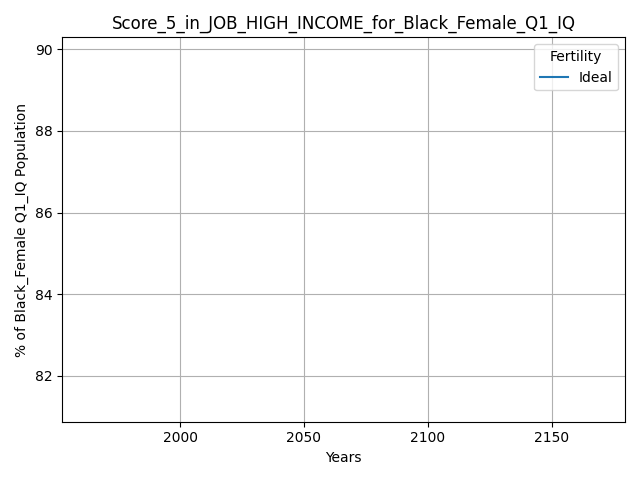 Score_5_in_JOB_HIGH_INCOME_for_Black_Female_Q1_IQ
% of Black_Female Q1_IQ Population
90
88
86
84
82
Fertility
Ideal
2000
2050
2100
2150
Years